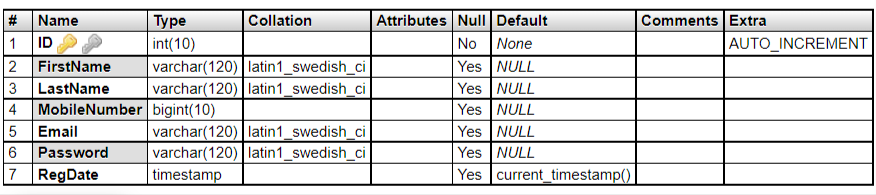 # Name Type Collation Attributes Null Default Comments Extra
1 ID int(10) No None AUTO_INCREMENT
2 FirstName varchar(120) latin1_swedish_ci Yes NULL
3 LastName varchar(120) latin1_swedish_ci Yes NULL
4 MobileNumber bigint(10) Yes NULL
5 Email varchar(120) latin1_swedish_ci Yes NULL
6 Password varchar(120) latin1_swedish_ci Yes NULL
7 RegDate timestamp Yes current_timestamp()